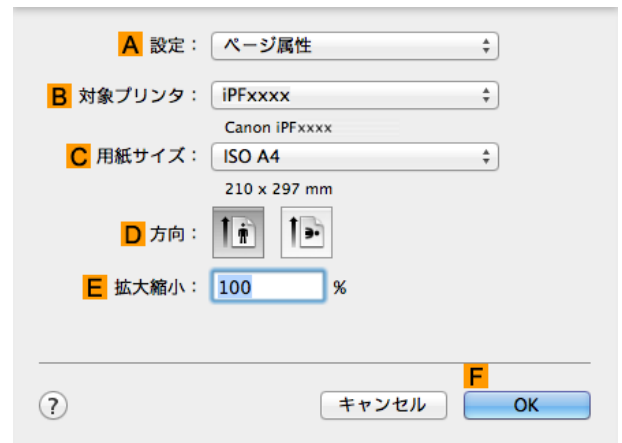 A 設定： ページ属性
B 対象プリンタ： iPFxxxx
Canon iPFxxxx
C 用紙サイズ： ISO A4
210 x 297 mm
D 方向：
E 拡大縮小： 100 %
F
? キャンセル OK